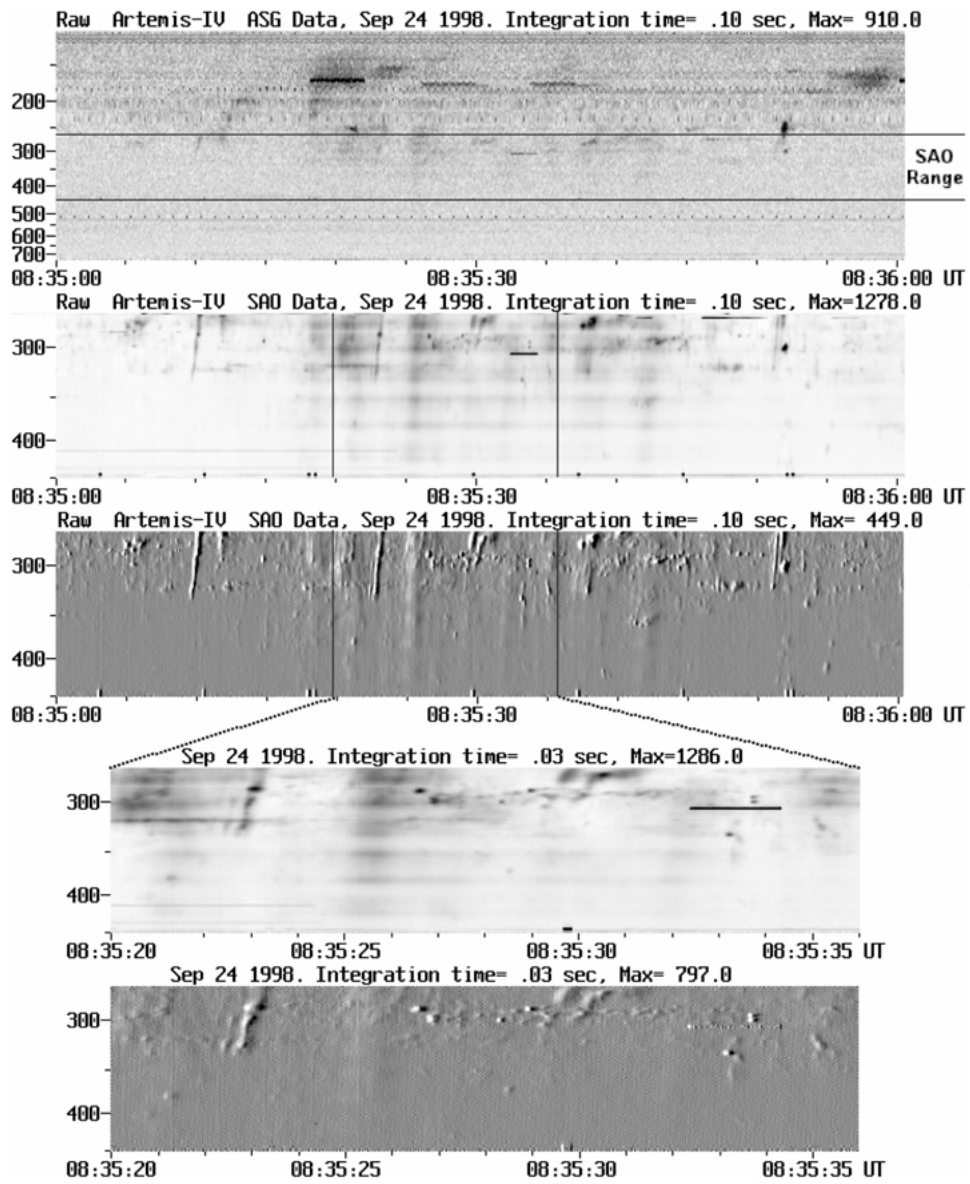 Raw Artemis-IV ASG Data, Sep 24 1998. Integration time= .10 sec, Max= 910.0
200
300
400
500
600
700
SAO
Range
08:35:00 08:35:30 08:36:00 UT
Raw Artemis-IV SAO Data, Sep 24 1998. Integration time= .10 sec, Max=1278.0
300
400
08:35:00 08:35:30 08:36:00 UT
Raw Artemis-IV SAO Data, Sep 24 1998. Integration time= .10 sec, Max= 449.0
300
400
08:35:00 08:35:30 08:36:00 UT
Sep 24 1998. Integration time= .03 sec, Max=1286.0
300
400
08:35:20 08:35:25 08:35:30 08:35:35 UT
Sep 24 1998. Integration time= .03 sec, Max= 797.0
300
400
08:35:20 08:35:25 08:35:30 08:35:35 UT